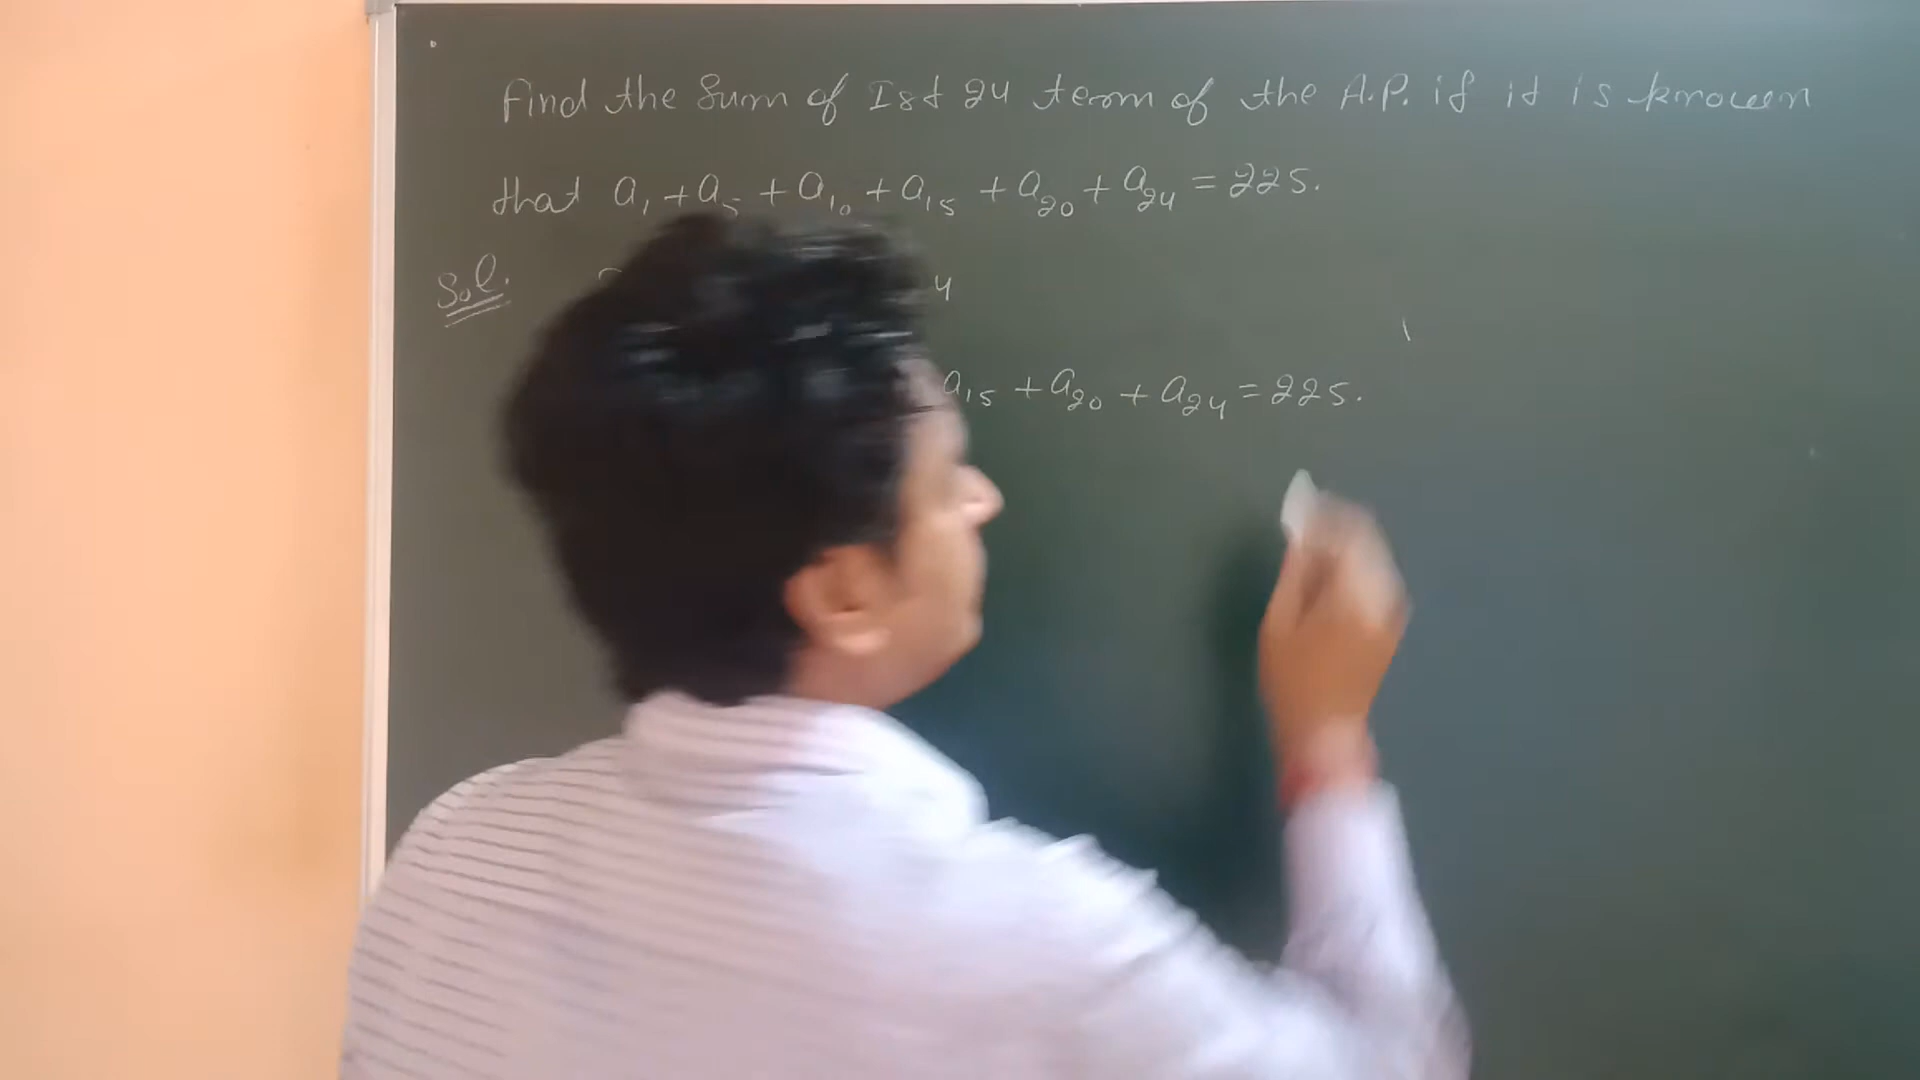 Find the Sum of Ist 24 term of the A.P. if it is known
that a₁ + a₅ + a₁₀ + a₁₅ + a₂₀ + a₂₄ = 225.
Sol. 4
a₁₅ + a₂₀ + a₂₄ = 225.